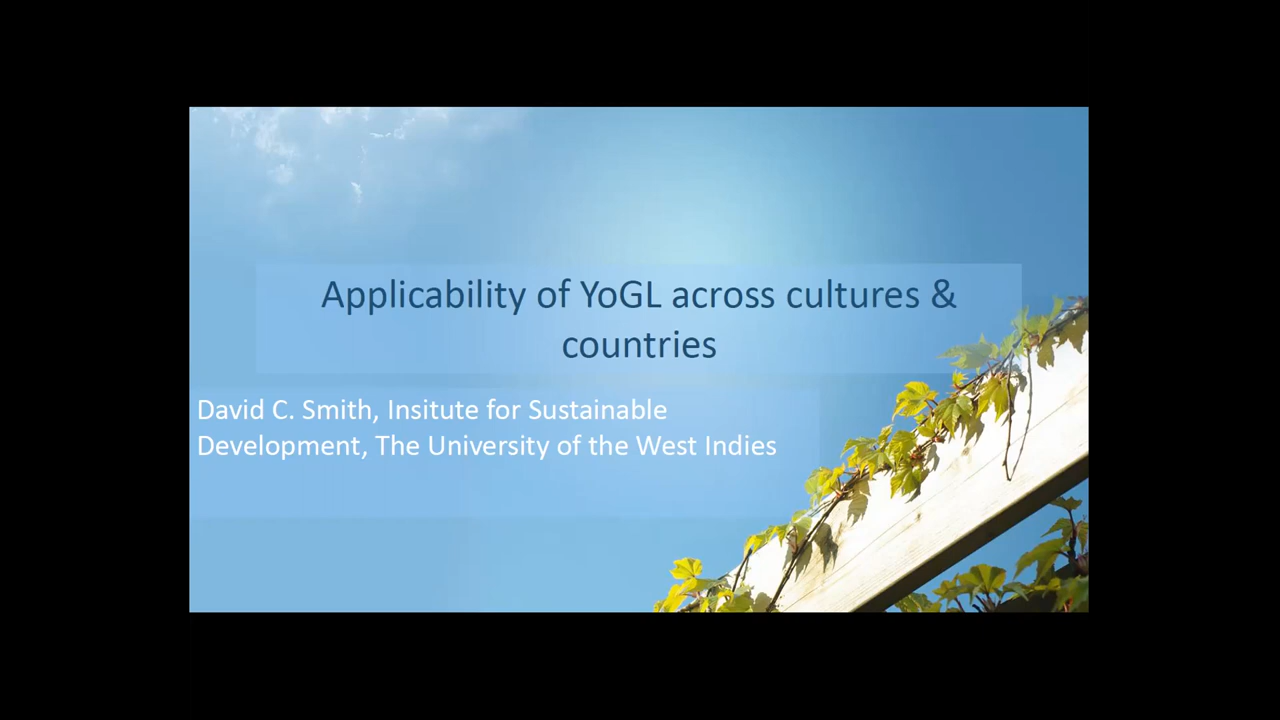 Applicability of YoGL across cultures &
countries
David C. Smith, Insitute for Sustainable
Development, The University of the West Indies